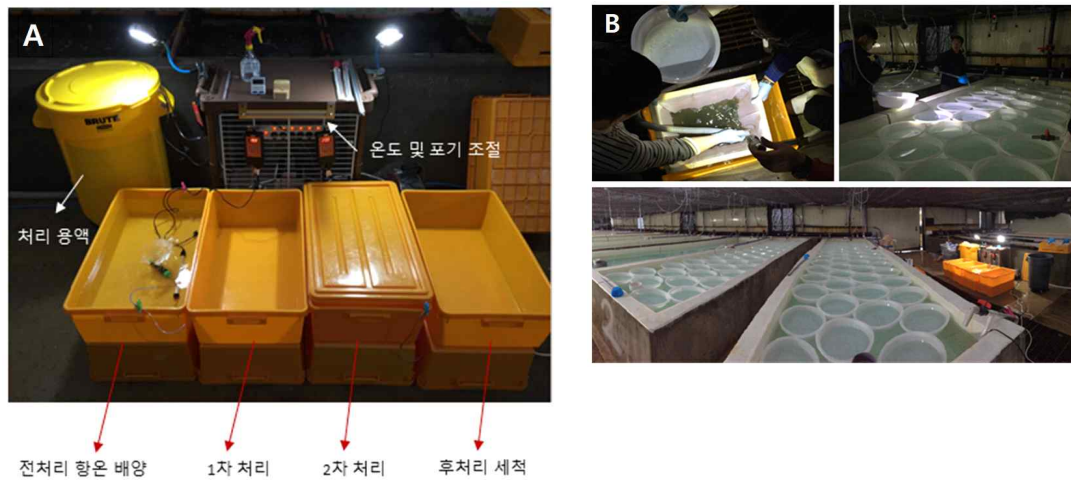 A
BRUTE
온도 및 포기 조절
처리 용액
전처리 항온 배양
1차 처리
2차 처리
후처리 세척
B